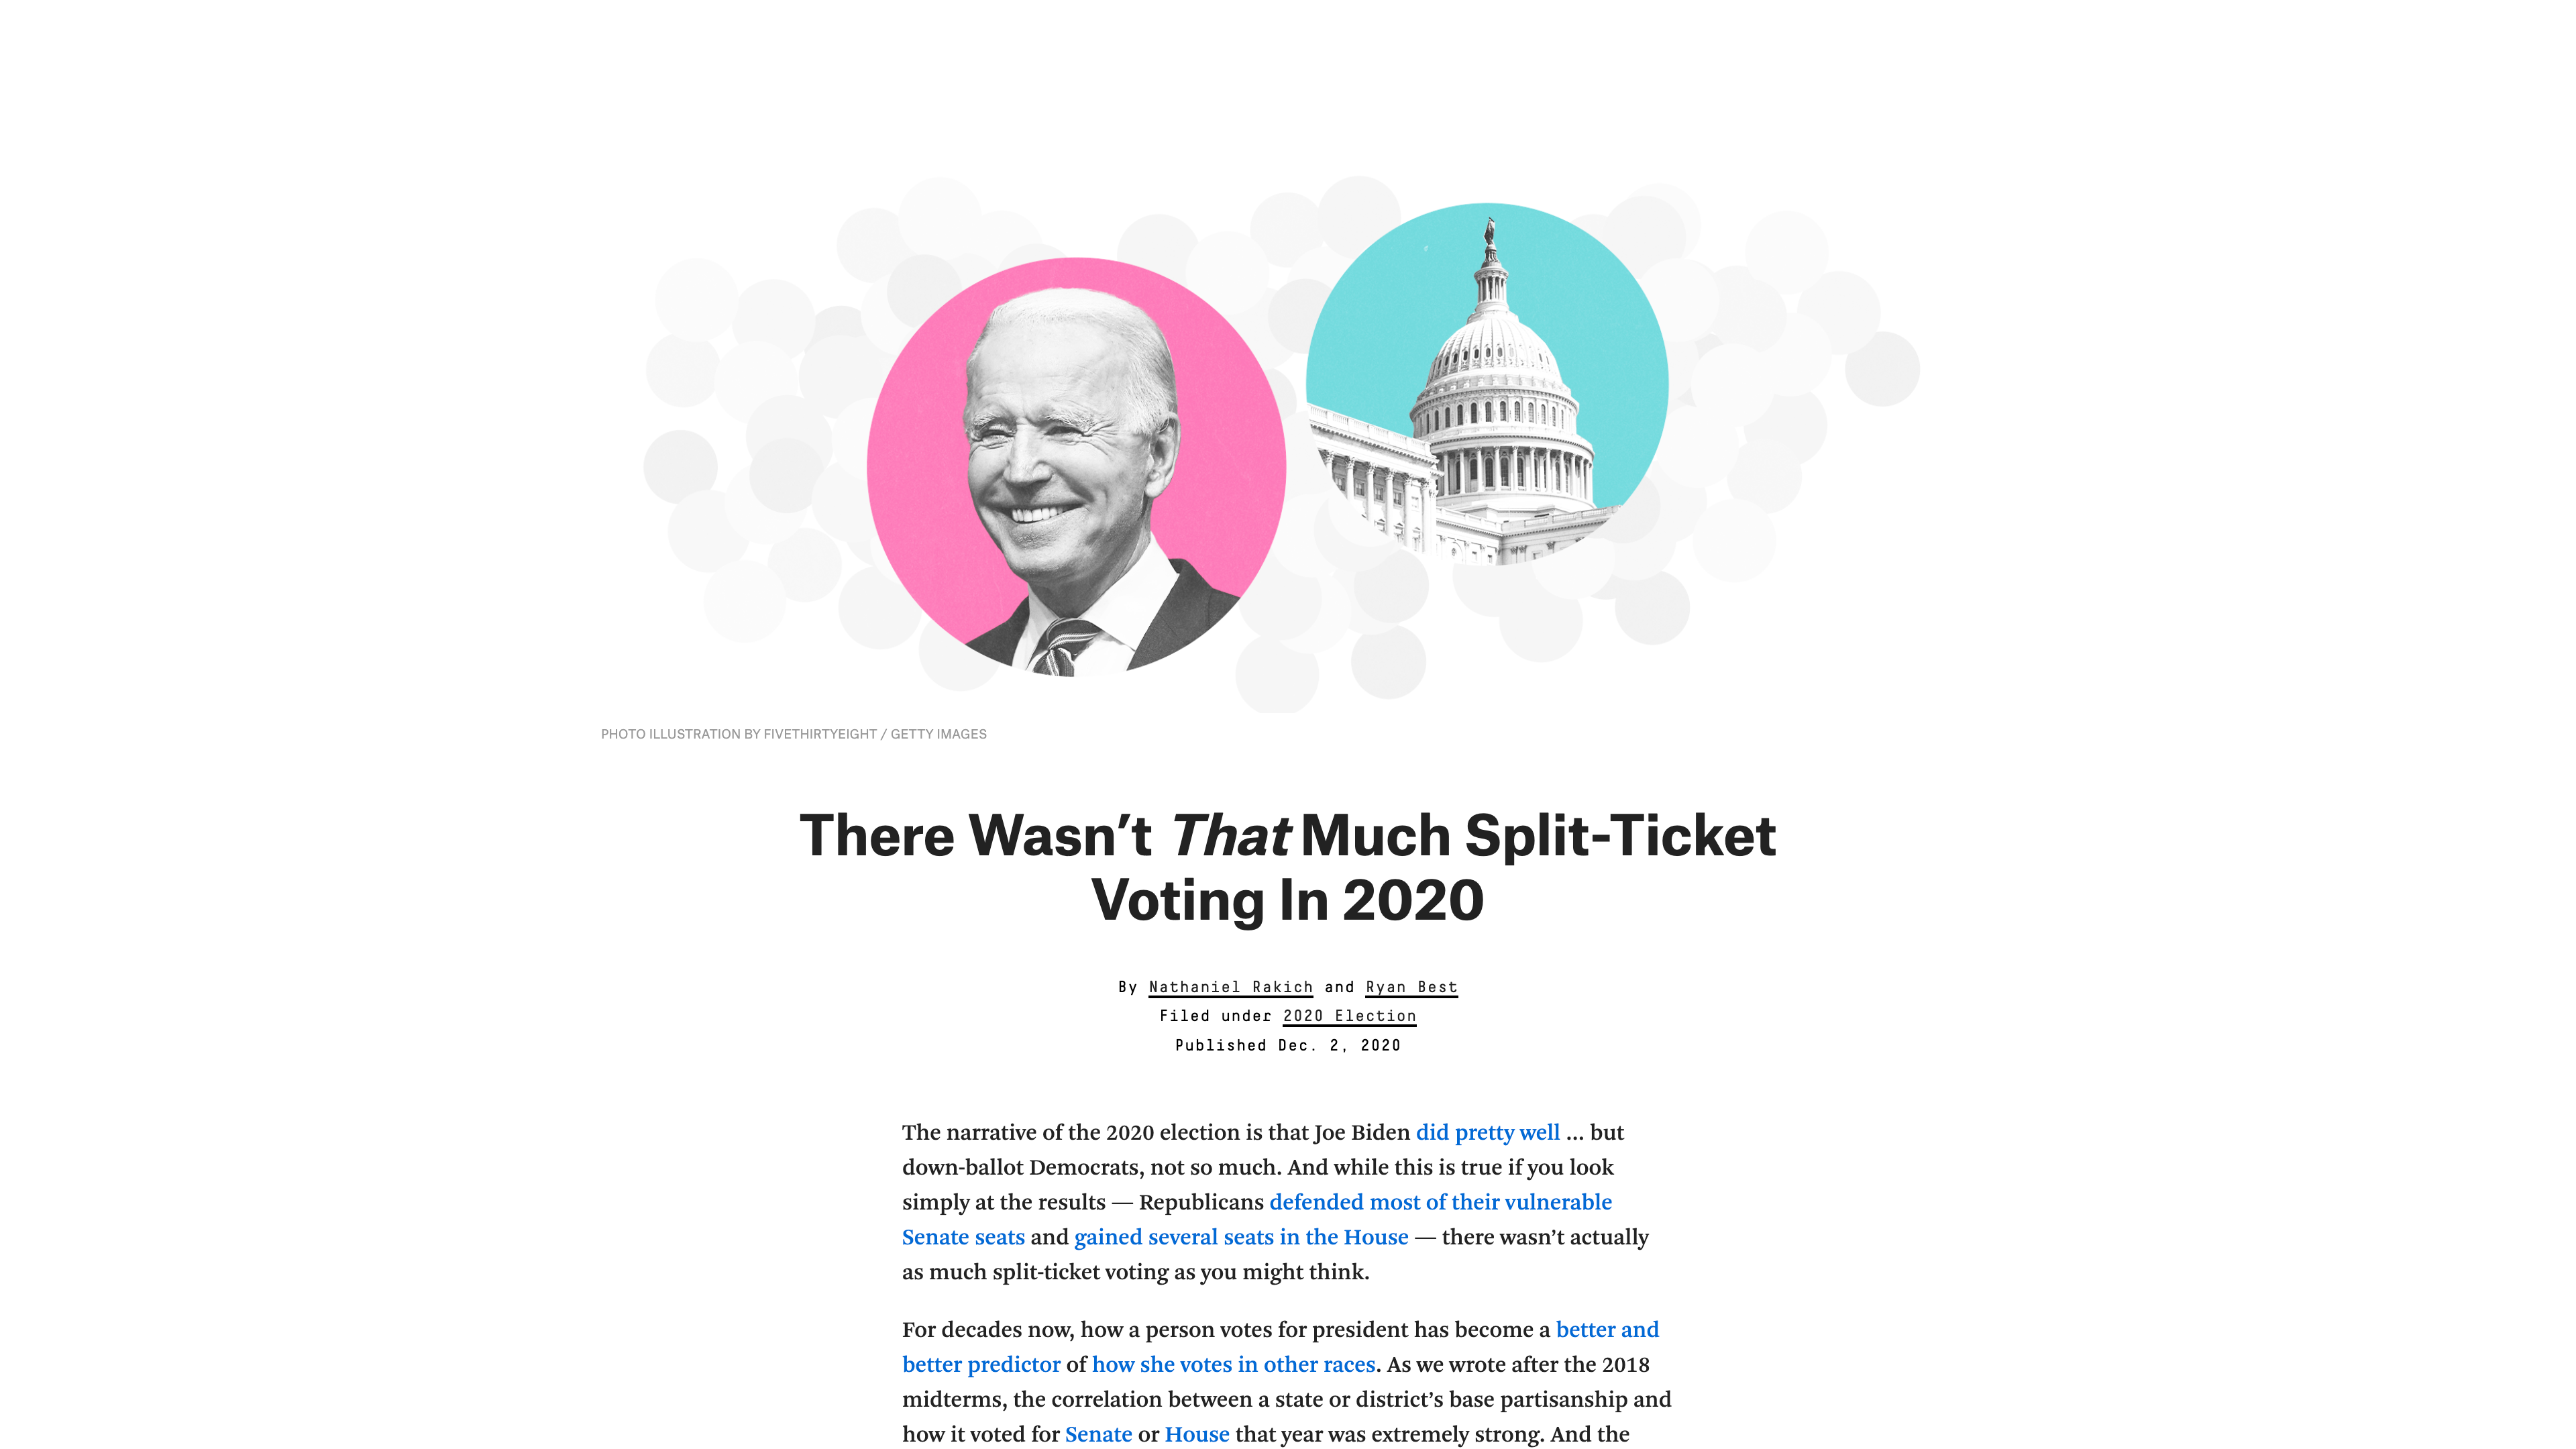 PHOTO ILLUSTRATION BY FIVETHIRTYEIGHT / GETTY IMAGES
There Wasn’t That Much Split-Ticket
Voting In 2020
By Nathaniel Rakich and Ryan Best
Filed under 2020 Election
Published Dec. 2, 2020
The narrative of the 2020 election is that Joe Biden did pretty well … but
down-ballot Democrats, not so much. And while this is true if you look
simply at the results — Republicans defended most of their vulnerable
Senate seats and gained several seats in the House — there wasn’t actually
as much split-ticket voting as you might think.
For decades now, how a person votes for president has become a better and
better predictor of how she votes in other races. As we wrote after the 2018
midterms, the correlation between a state or district’s base partisanship and
how it voted for Senate or House that year was extremely strong. And the